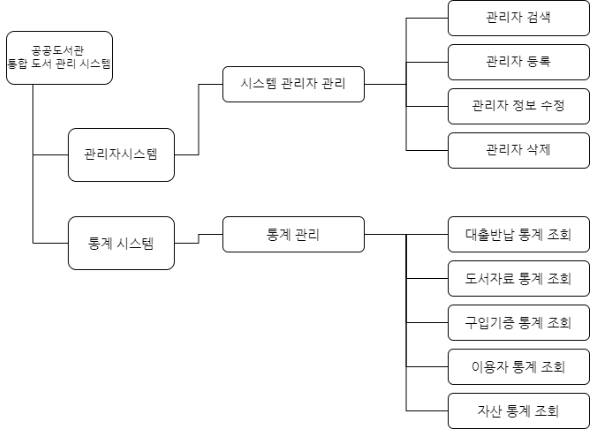 공공도서관
통합 도서 관리 시스템
관리자시스템
시스템 관리자 관리
관리자 검색
관리자 등록
관리자 정보 수정
관리자 삭제
통계 시스템
통계 관리
대출반납 통계 조회
도서자료 통계 조회
구입기증 통계 조회
이용자 통계 조회
자산 통계 조회